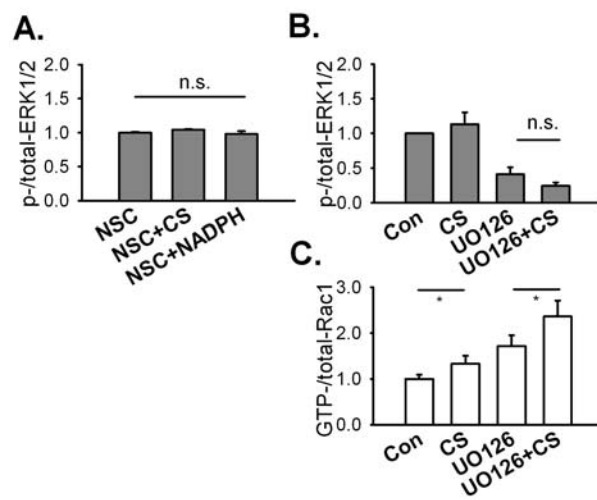 A.
p-/total-ERK1/2
2.0
1.5
1.0
0.5
0.0
n.s.
NSC
NSC+CS
NSC+NADPH
B.
p-/total-ERK1/2
2.0
1.5
1.0
0.5
0.0
n.s.
Con
CS
UO126
UO126+CS
C.
GTP-/total-Rac1
3.0
2.0
1.0
0.0
*
*
Con
CS
UO126
UO126+CS